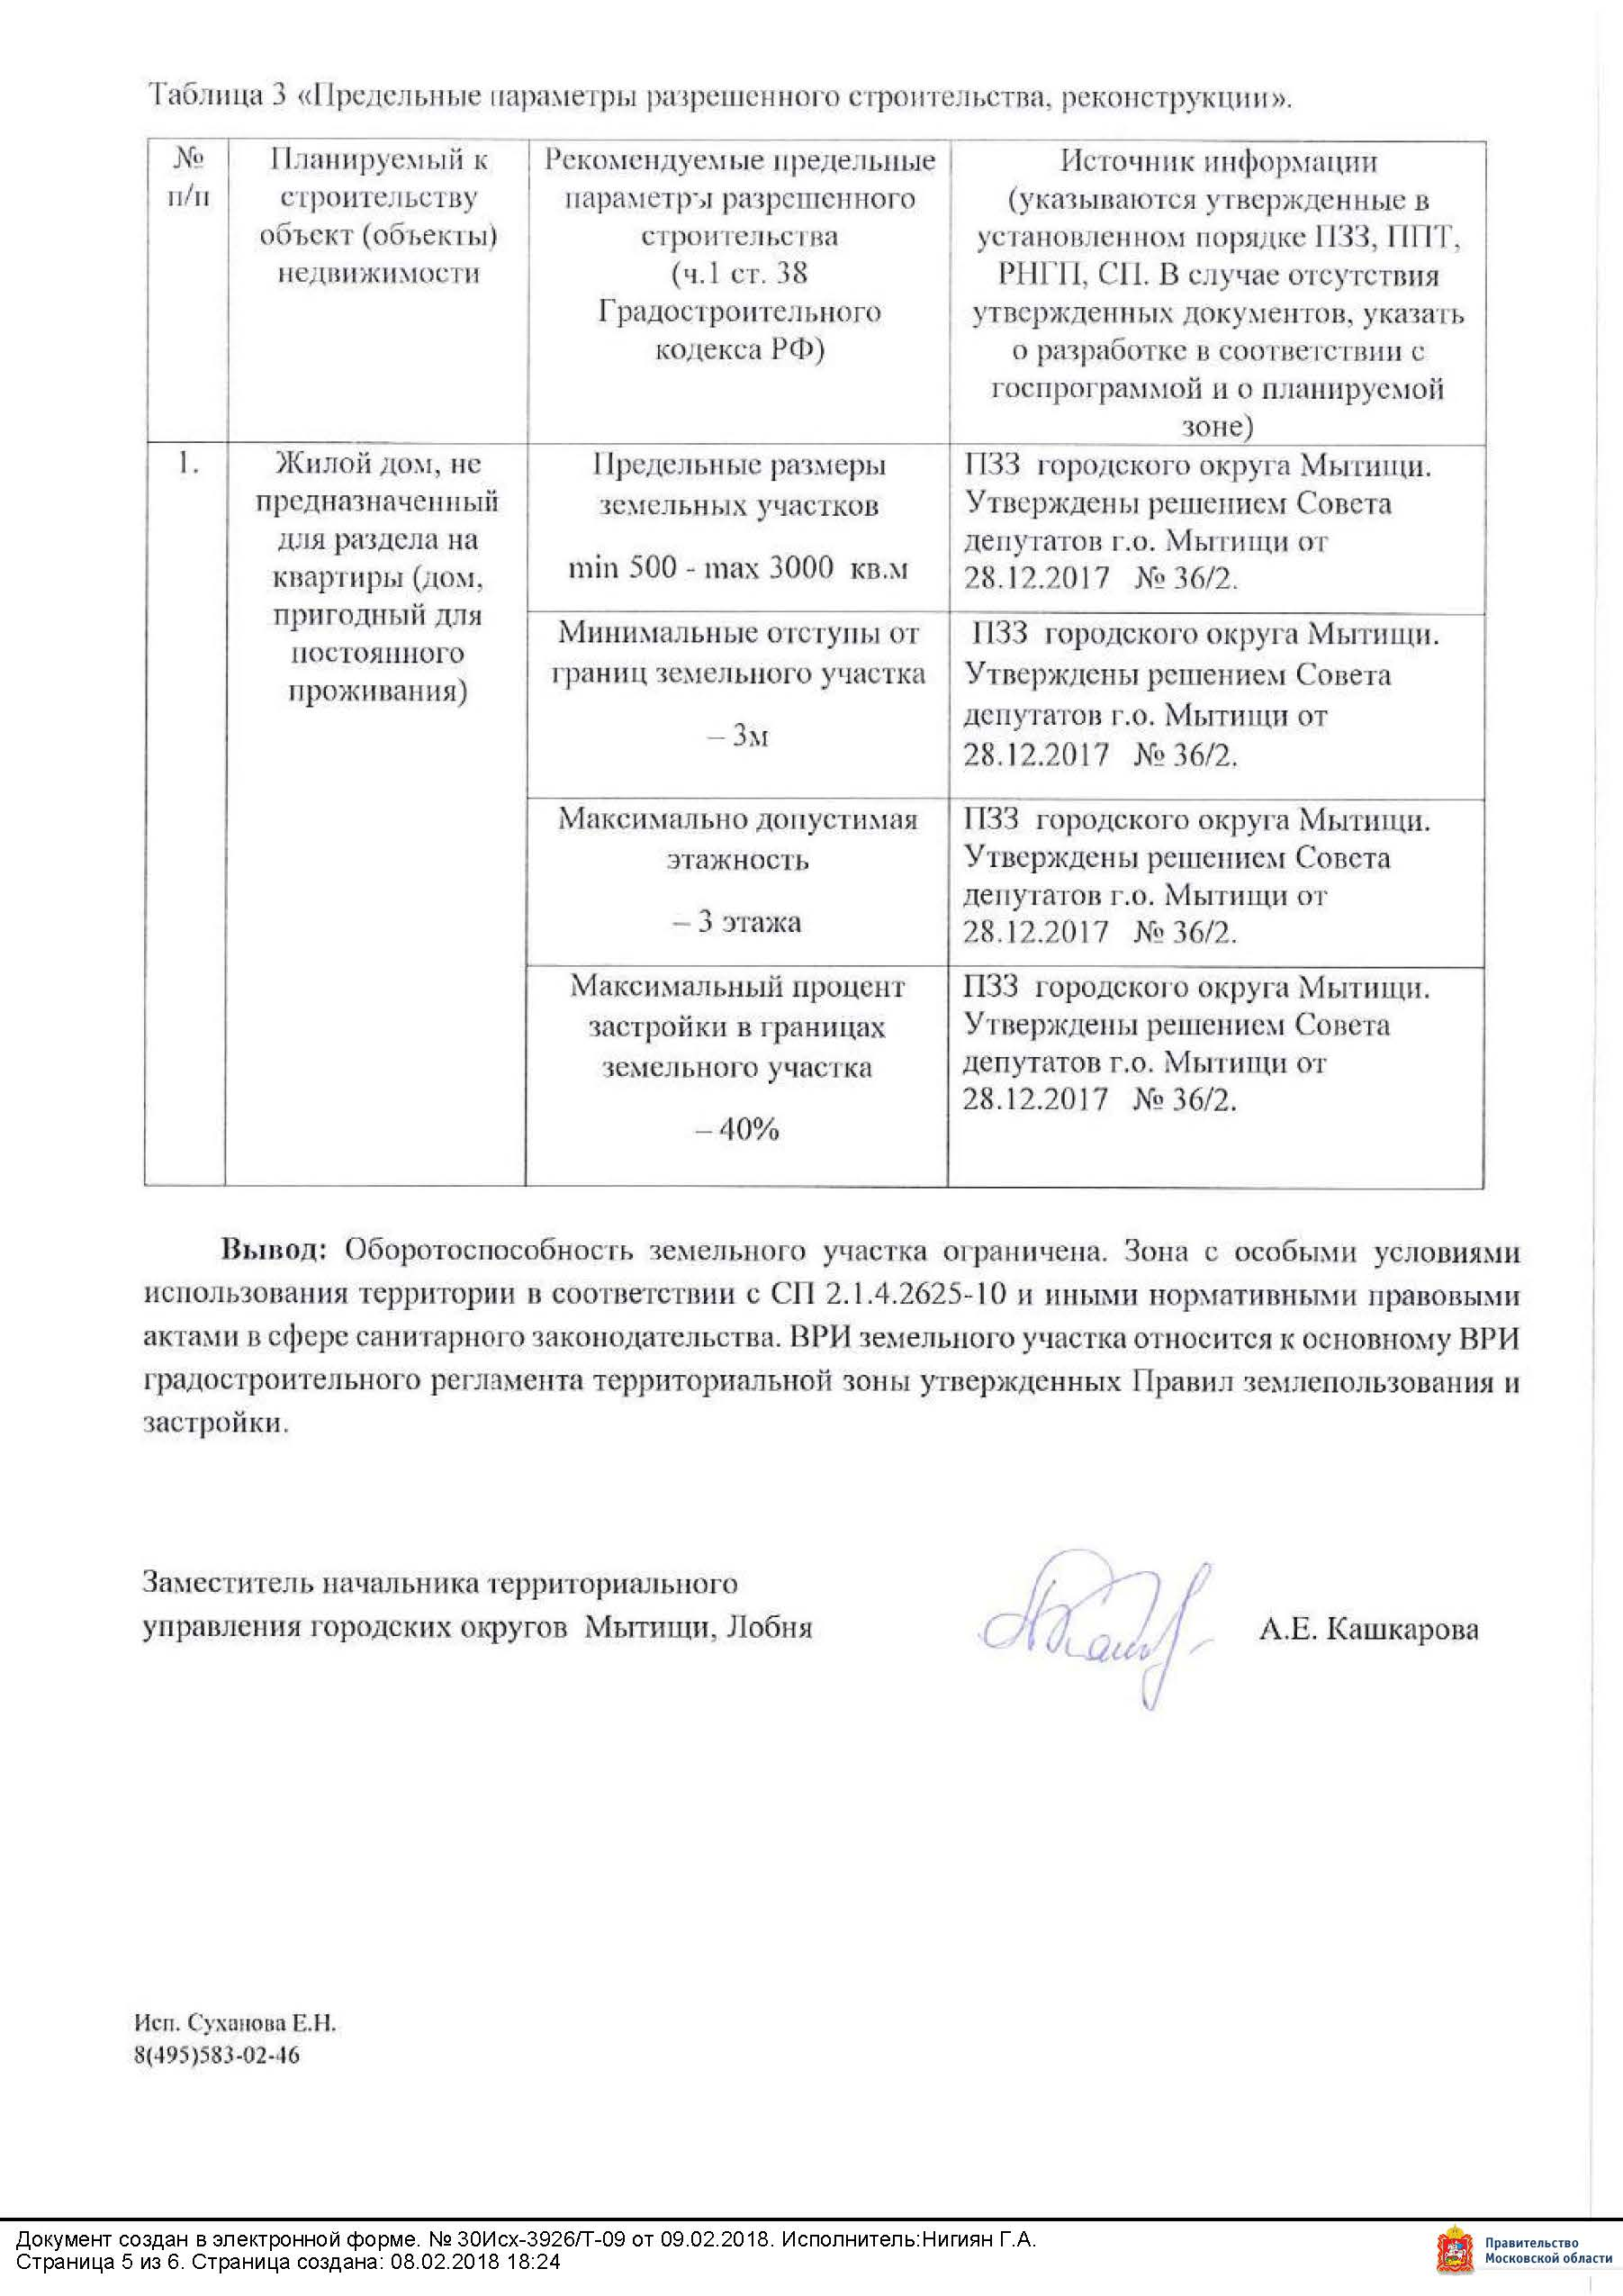 Таблица 3 «Предельные параметры разрешенного строительства, реконструкции».
№
п/п
Планируемый к
строительству
объект (объекты)
недвижимости
Рекомендуемые предельные
параметры разрешенного
строительства
(ч.1 ст. 38
Градостроительного
кодекса РФ)
Источник информации
(указываются утвержденные в
установленном порядке ПЗЗ, ППТ,
РНГП, СП. В случае отсутствия
утвержденных документов, указать
о разработке в соответствии с
госпрограммой и о планируемой
зоне)
1.
Жилой дом, не
предназначенный
для раздела на
квартиры (дом,
пригодный для
постоянного
проживания)
Предельные размеры
земельных участков
min 500 - max 3000 кв.м
ПЗЗ городского округа Мытищи.
Утверждены решением Совета
депутатов г.о. Мытищи от
28.12.2017 № 36/2.
Минимальные отступы от
границ земельного участка
– 3м
ПЗЗ городского округа Мытищи.
Утверждены решением Совета
депутатов г.о. Мытищи от
28.12.2017 № 36/2.
Максимально допустимая
этажность
– 3 этажа
ПЗЗ городского округа Мытищи.
Утверждены решением Совета
депутатов г.о. Мытищи от
28.12.2017 № 36/2.
Максимальный процент
застройки в границах
земельного участка
– 40%
ПЗЗ городского округа Мытищи.
Утверждены решением Совета
депутатов г.о. Мытищи от
28.12.2017 № 36/2.
Вывод: Оборотоспособность земельного участка ограничена. Зона с особыми условиями
использования территории в соответствии с СП 2.1.4.2625-10 и иными нормативными правовыми
актами в сфере санитарного законодательства. ВРИ земельного участка относится к основному ВРИ
градостроительного регламента территориальной зоны утвержденных Правил землепользования и
застройки.
Заместитель начальника территориального
управления городских округов Мытищи, Лобня
А.Е. Кашкарова
Исп. Суханова Е.Н.
8(495)583-02-46
Документ создан в электронной форме. № 30Исх-3926/Т-09 от 09.02.2018. Исполнитель:Нигиян Г.А.
Страница 5 из 6. Страница создана: 08.02.2018 18:24
Правительство
Московской области